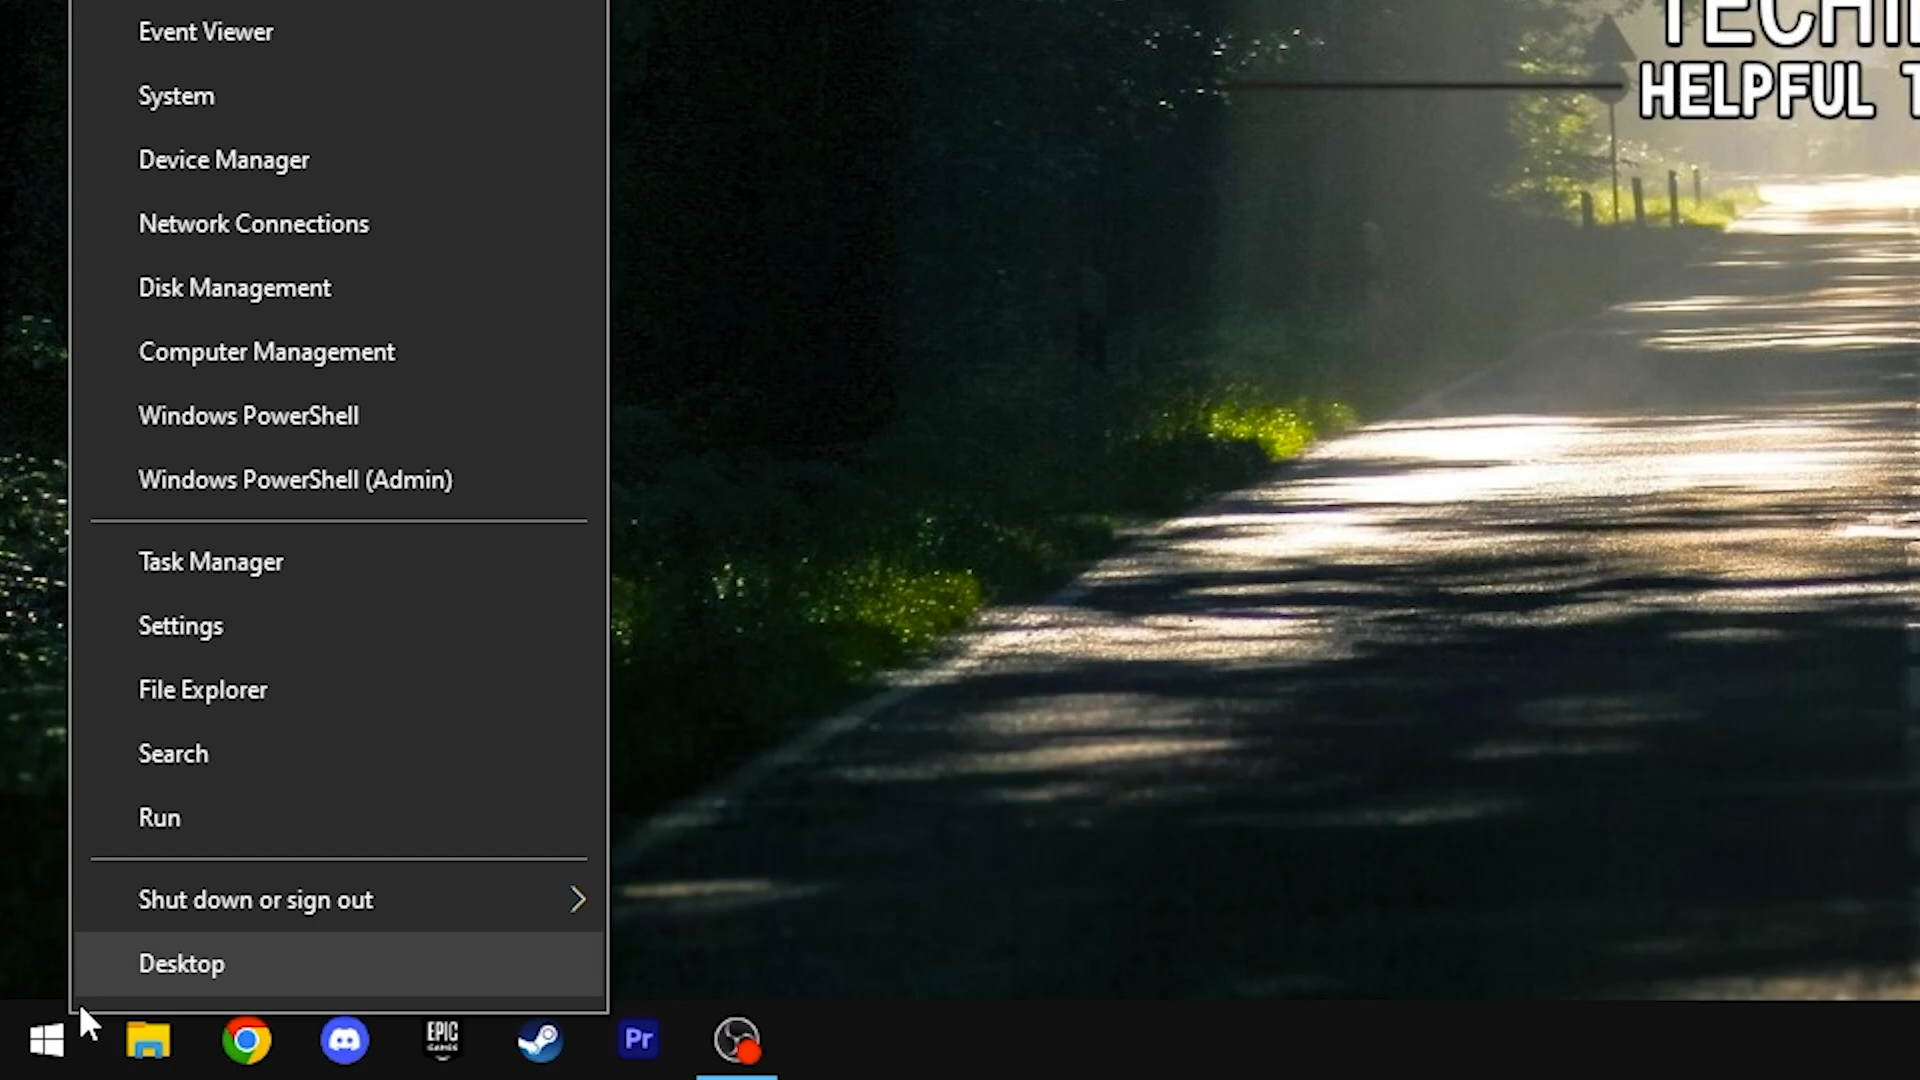 Event Viewer
System
Device Manager
Network Connections
Disk Management
Computer Management
Windows PowerShell
Windows PowerShell (Admin)
Task Manager
Settings
File Explorer
Search
Run
Shut down or sign out
Desktop
HELPFUL
EPIC
GAMES
Pr